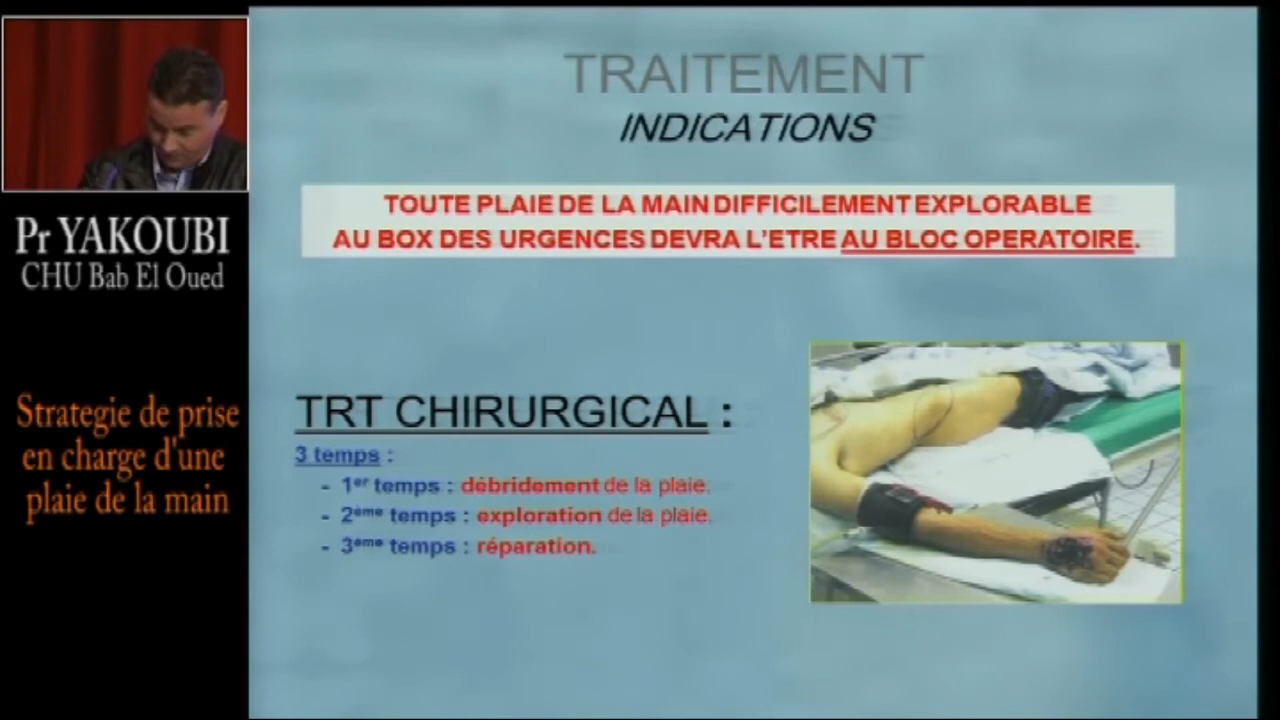 Pr YAKOUBI
CHU Bab El Oued
Strategie de prise
en charge d'une
plaie de la main
TRAITEMENT
INDICATIONS
TOUTE PLAIE DE LA MAIN DIFFICILEMENT EXPLORABLE
AU BOX DES URGENCES DEVRA L'ETRE AU BLOC OPERATOIRE.
TRT CHIRURGICAL :
3 temps :
- 1er temps : débridement de la plaie.
- 2ème temps : exploration de la plaie.
- 3ème temps : réparation.